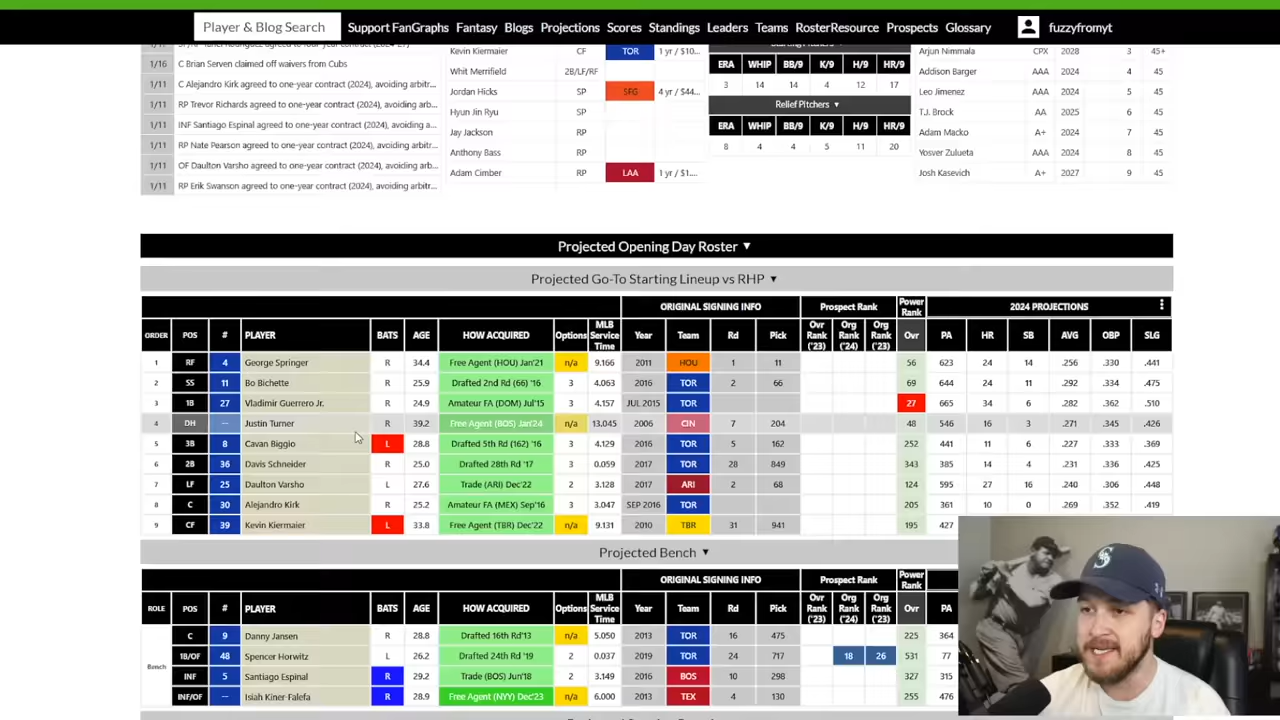 Player & Blog Search Support FanGraphs Fantasy Blogs Projections Scores Standings Leaders Teams RosterResource Prospects Glossary fuzzyfromyt
Kevin Kiermaier CF TOR 1 yr / $10... Arjun Nimmala CPX 2028 3 45+
1/16 C Brian Serven claimed off waivers from Cubs
ERA WHIP BB/9 K/9 H/9 HR/9
Whit Merrifield 2B/LF/RF Addison Barger AAA 2024 4 45
1/11 C Alejandro Kirk agreed to one-year contract (2024), avoiding arbitr...
3 14 14 4 12 17
Jordan Hicks SP SFG 4 yr / $44... Leo Jimenez AAA 2024 5 45
1/11 RP Trevor Richards agreed to one-year contract (2024), avoiding arb...
Relief Pitchers ▼
Hyun Jin Ryu SP T.J. Brock AA 2025 6 45
1/11 INF Santiago Espinal agreed to one-year contract (2024), avoiding a...
ERA WHIP BB/9 K/9 H/9 HR/9
Jay Jackson RP Adam Macko A+ 2024 7 45
1/11 RP Nate Pearson agreed to one-year contract (2024), avoiding arbitr...
8 4 4 5 11 20
Anthony Bass RP Yosver Zulueta AAA 2024 8 45
1/11 OF Daulton Varsho agreed to one-year contract (2024), avoiding arb...
Adam Cimber RP LAA 1 yr / $1.... Josh Kasevich A+ 2027 9 45
1/11 RP Erik Swanson agreed to one-year contract (2024), avoiding arbitr...
Projected Opening Day Roster ▼
Projected Go-To Starting Lineup vs RHP ▼
ORIGINAL SIGNING INFO Prospect Rank Power Rank 2024 PROJECTIONS
ORDER POS # PLAYER BATS AGE HOW ACQUIRED Options MLB Service Time Year Team Rd Pick Ovr Rank ('23) Org Rank ('24) Org Rank ('23) Ovr PA HR SB AVG OBP SLG
1 RF 4 George Springer R 34.4 Free Agent (HOU) Jan'21 n/a 9.166 2011 HOU 1 11 56 623 24 14 .256 .330 .441
2 SS 11 Bo Bichette R 25.9 Drafted 2nd Rd (66) '16 3 4.063 2016 TOR 2 66 69 644 24 11 .292 .334 .475
3 1B 27 Vladimir Guerrero Jr. R 24.9 Amateur FA (DOM) Jul'15 3 4.157 JUL 2015 TOR 27 665 34 6 .282 .362 .510
4 DH -- Justin Turner R 39.2 Free Agent (BOS) Jan'24 n/a 13.045 2006 CIN 7 204 48 546 16 3 .271 .345 .426
5 3B 8 Cavan Biggio L 28.8 Drafted 5th Rd (162) '16 3 4.129 2016 TOR 5 162 252 441 11 6 .227 .333 .369
6 2B 36 Davis Schneider R 25.0 Drafted 28th Rd '17 3 0.059 2017 TOR 28 849 343 385 14 4 .231 .336 .425
7 LF 25 Daulton Varsho L 27.6 Trade (ARI) Dec'22 2 3.128 2017 ARI 2 68 124 595 27 16 .240 .306 .448
8 C 30 Alejandro Kirk R 25.2 Amateur FA (MEX) Sep'16 3 3.047 SEP 2016 TOR 205 361 10 0 .269 .352 .419
9 CF 39 Kevin Kiermaier L 33.8 Free Agent (TBR) Dec'22 n/a 9.131 2010 TBR 31 941 195 427
Projected Bench ▼
ORIGINAL SIGNING INFO Prospect Rank Power Rank
ROLE POS # PLAYER BATS AGE HOW ACQUIRED Options MLB Service Time Year Team Rd Pick Ovr Rank ('23) Org Rank ('24) Org Rank ('23) Ovr PA
Bench
C 9 Danny Jansen R 28.8 Drafted 16th Rd'13 n/a 5.050 2013 TOR 16 475 225 364
1B/OF 48 Spencer Horwitz L 26.2 Drafted 24th Rd '19 2 0.037 2019 TOR 24 717 18 26 531 77
INF 5 Santiago Espinal R 29.2 Trade (BOS) Jun'18 2 3.149 2016 BOS 10 298 327 315
INF/OF -- Isiah Kiner-Falefa R 28.9 Free Agent (NYY) Dec'23 n/a 6.000 2013 TEX 4 130 255 476